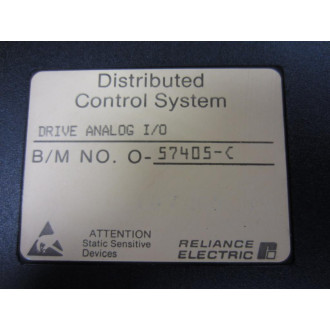 Distributed
Control System
DRIVE ANALOG I/O
B/M NO. O-57405-C
ATTENTION
Static Sensitive
Devices
RELIANCE
ELECTRIC